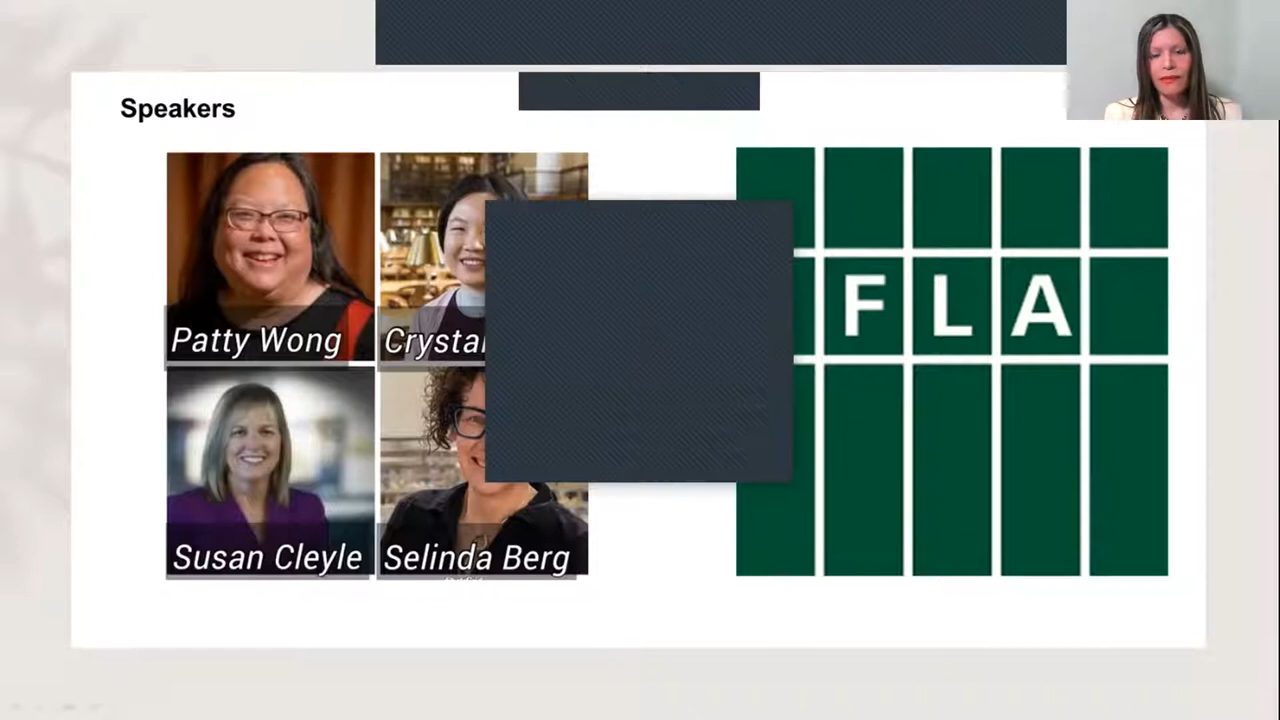 Speakers
Patty Wong
Crystal
Susan Cleyle
Selinda Berg
FLA